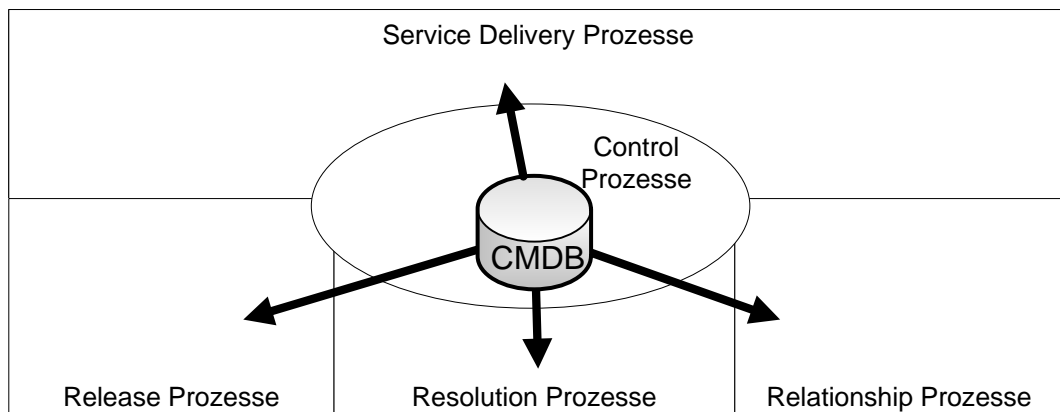 Service Delivery Prozesse
Control
Prozesse
CMDB
Release Prozesse
Resolution Prozesse
Relationship Prozesse